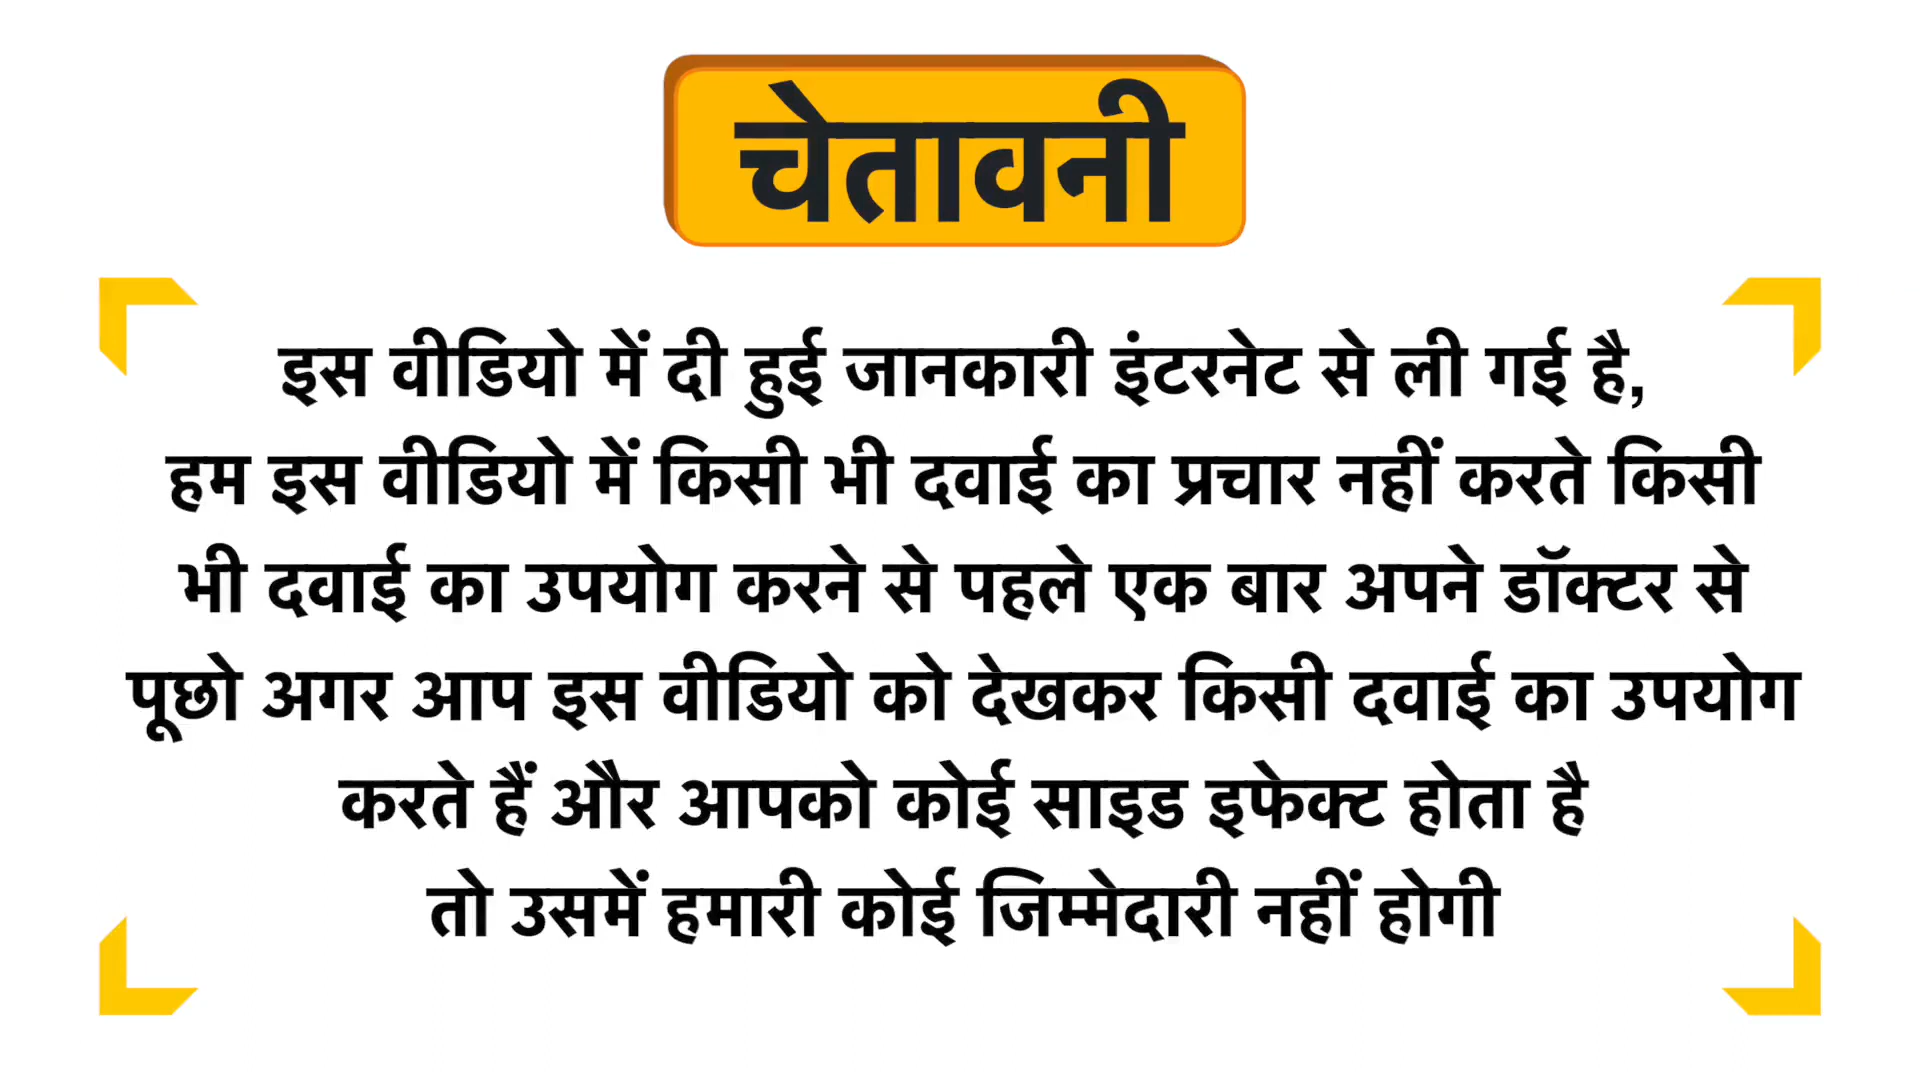 चेतावनी
इस वीडियो में दी हुई जानकारी इंटरनेट से ली गई है,
हम इस वीडियो में किसी भी दवाई का प्रचार नहीं करते किसी
भी दवाई का उपयोग करने से पहले एक बार अपने डॉक्टर से
पूछो अगर आप इस वीडियो को देखकर किसी दवाई का उपयोग
करते हैं और आपको कोई साइड इफेक्ट होता है
तो उसमें हमारी कोई जिम्मेदारी नहीं होगी